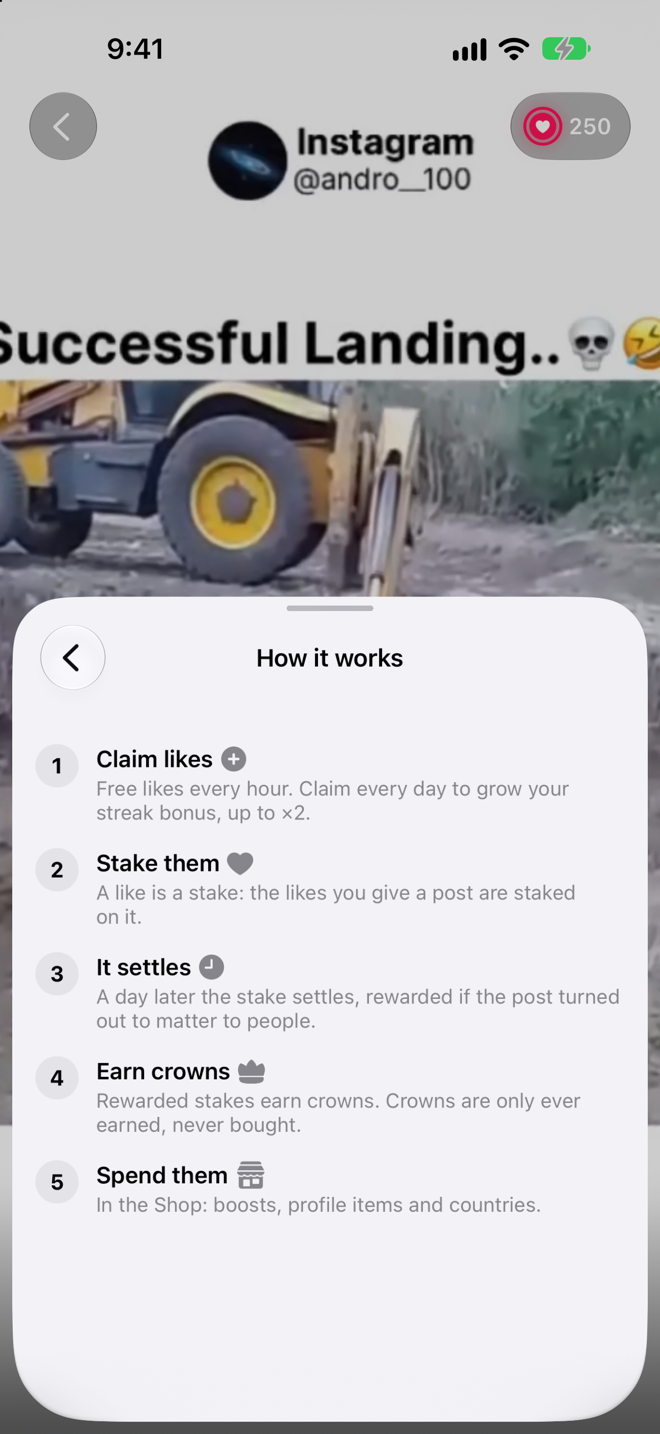 9:41
250
Instagram
@andro__100
Successful Landing..💀🤣
How it works
1
Claim likes
Free likes every hour. Claim every day to grow your
streak bonus, up to ×2.
2
Stake them
A like is a stake: the likes you give a post are staked
on it.
3
It settles
A day later the stake settles, rewarded if the post turned
out to matter to people.
4
Earn crowns
Rewarded stakes earn crowns. Crowns are only ever
earned, never bought.
5
Spend them
In the Shop: boosts, profile items and countries.